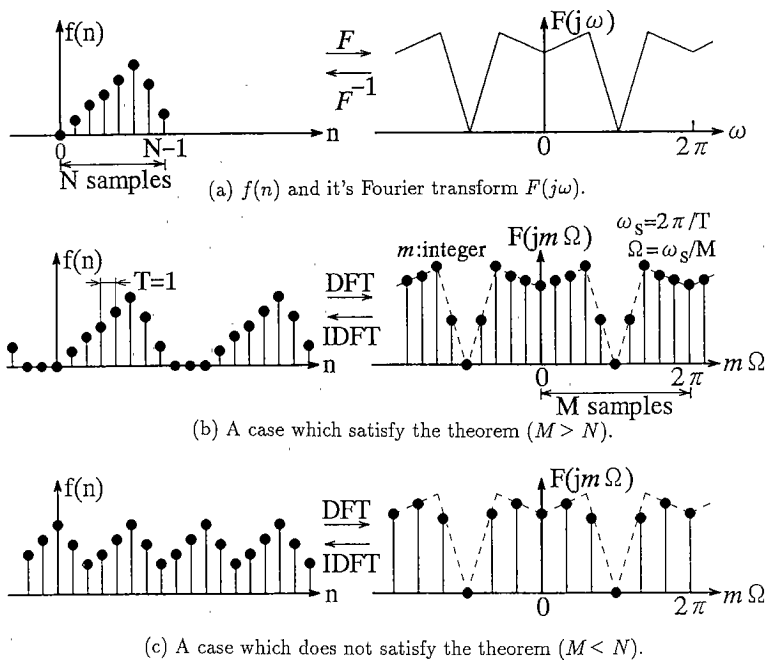 f(n)
F
F⁻¹
F(jω)
n
0
N-1
N samples
0
2π
ω
(a) f(n) and it's Fourier transform F(jω).
f(n)
T=1
DFT
IDFT
n
m:integer
F(jmΩ)
ωs=2π/T
Ω=ωs/M
0
2π
mΩ
M samples
(b) A case which satisfy the theorem (M > N).
f(n)
DFT
IDFT
n
F(jmΩ)
0
2π
mΩ
(c) A case which does not satisfy the theorem (M < N).